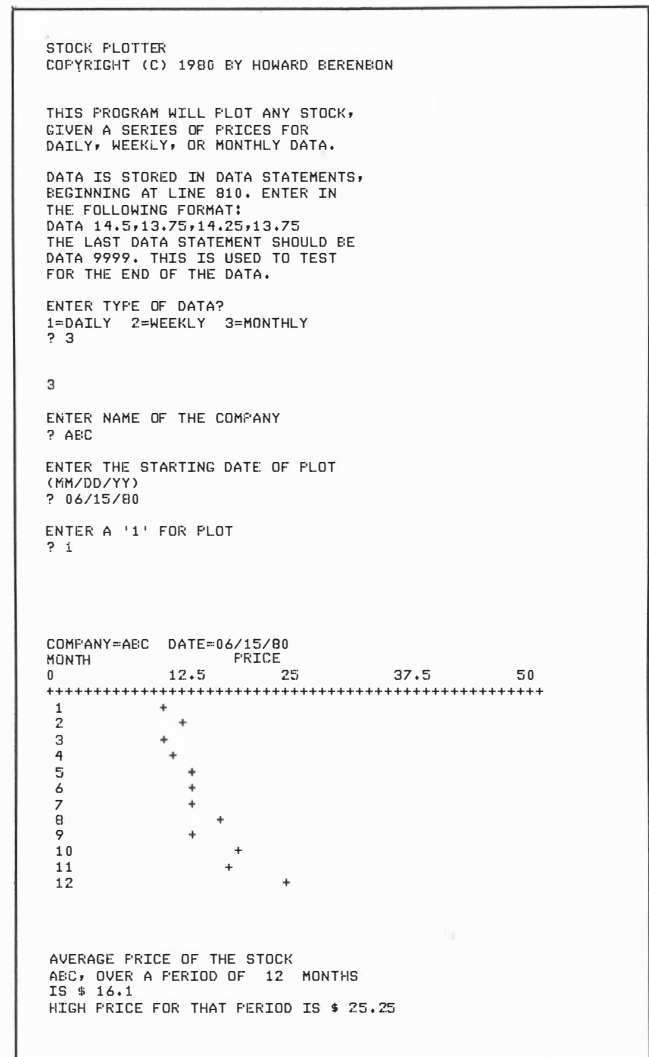 STOCK PLOTTER
COPYRIGHT (C) 1980 BY HOWARD BERENBON
THIS PROGRAM WILL PLOT ANY STOCK,
GIVEN A SERIES OF PRICES FOR
DAILY, WEEKLY, OR MONTHLY DATA.
DATA IS STORED IN DATA STATEMENTS,
BEGINNING AT LINE 810. ENTER IN
THE FOLLOWING FORMAT:
DATA 14.5,13.75,14.25,13.75
THE LAST DATA STATEMENT SHOULD BE
DATA 9999. THIS IS USED TO TEST
FOR THE END OF THE DATA.
ENTER TYPE OF DATA?
1=DAILY 2=WEEKLY 3=MONTHLY
? 3
3
ENTER NAME OF THE COMPANY
? ABC
ENTER THE STARTING DATE OF PLOT
(MM/DD/YY)
? 06/15/80
ENTER A '1' FOR PLOT
? 1
COMPANY=ABC DATE=06/15/80
MONTH PRICE
0 12.5 25 37.5 50
+++++++++++++++++++++++++++++++++++++++++++++++++++++
1 +
2 +
3 +
4 +
5 +
6 +
7 +
8 +
9 +
10 +
11 +
12 +
AVERAGE PRICE OF THE STOCK
ABC, OVER A PERIOD OF 12 MONTHS
IS $ 16.1
HIGH PRICE FOR THAT PERIOD IS $ 25.25